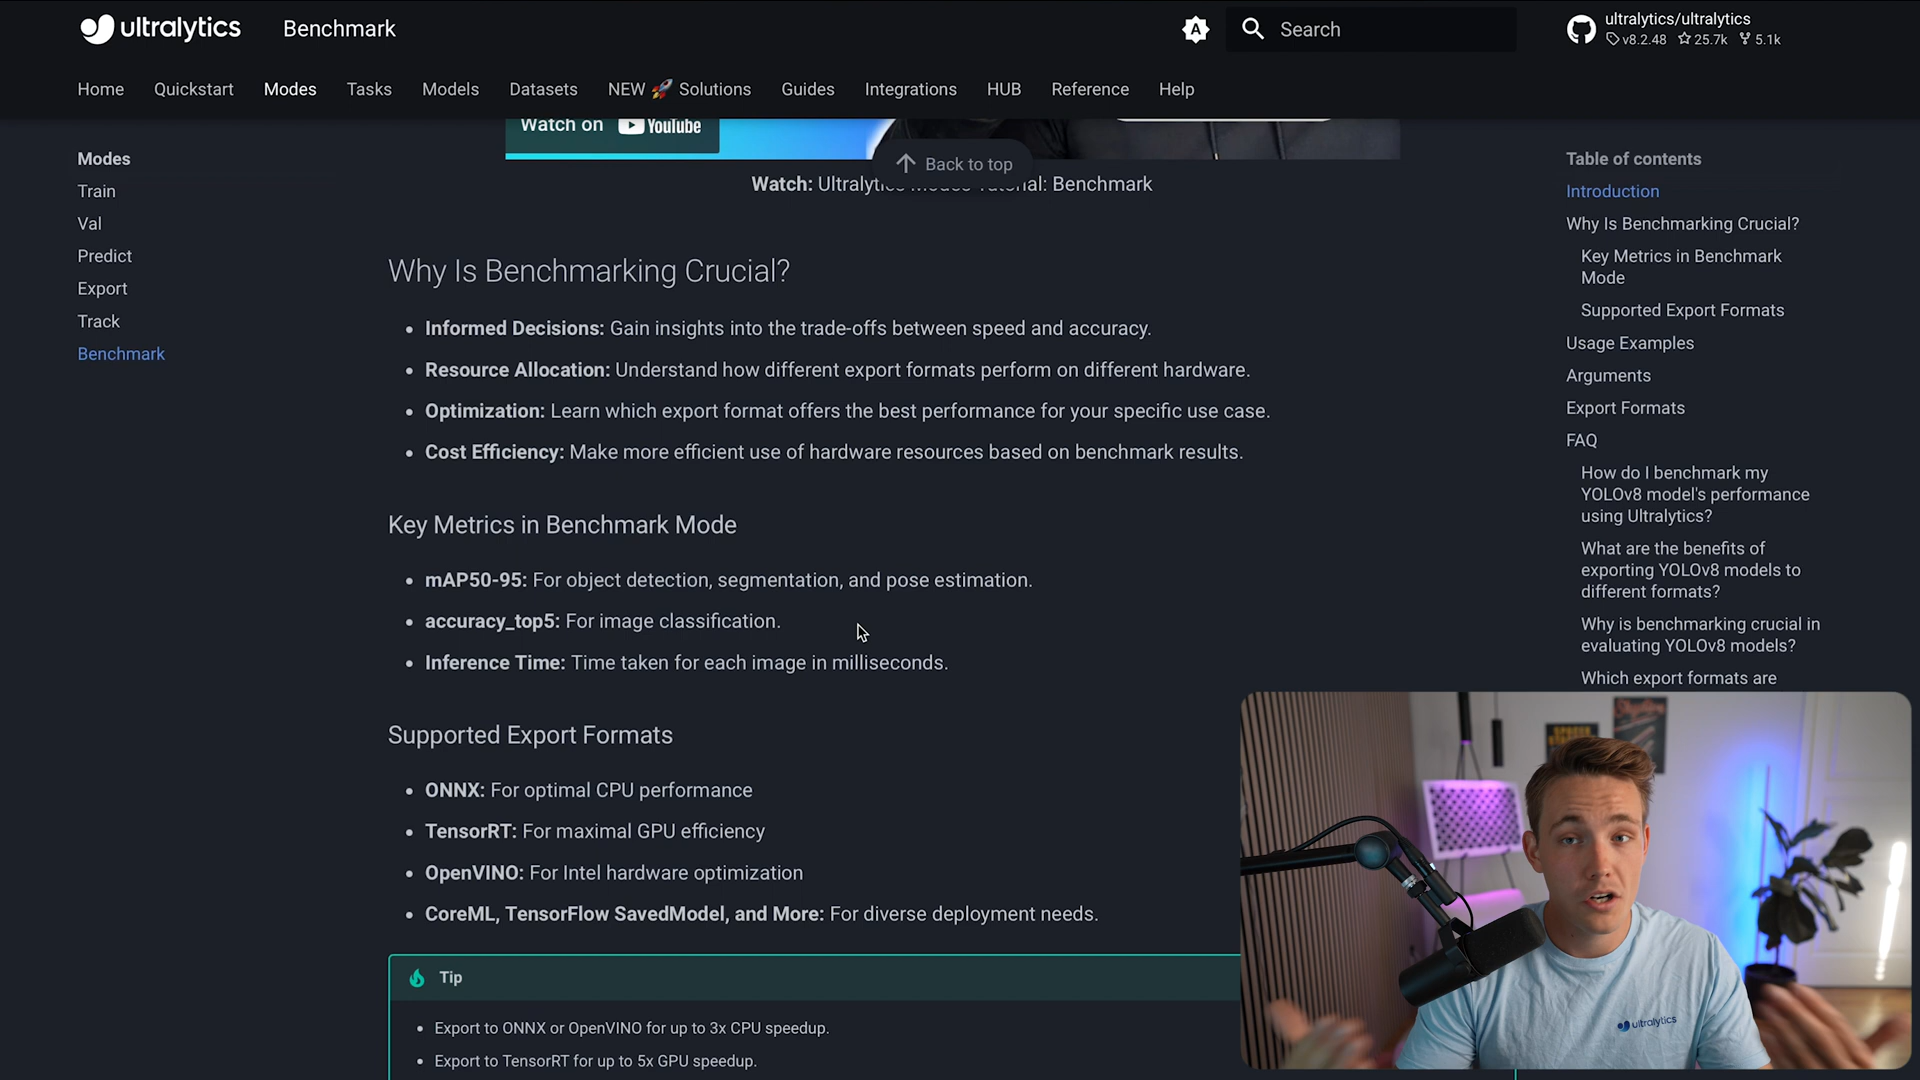 ultralytics Benchmark
Search
ultralytics/ultralytics
v8.2.48 25.7k 5.1k
Home Quickstart Modes Tasks Models Datasets NEW 🚀 Solutions Guides Integrations HUB Reference Help
Modes
Train
Val
Predict
Export
Track
Benchmark
Watch on YouTube
Back to top
Watch: Ultralytics Modes Tutorial: Benchmark
Why Is Benchmarking Crucial?
• Informed Decisions: Gain insights into the trade-offs between speed and accuracy.
• Resource Allocation: Understand how different export formats perform on different hardware.
• Optimization: Learn which export format offers the best performance for your specific use case.
• Cost Efficiency: Make more efficient use of hardware resources based on benchmark results.
Key Metrics in Benchmark Mode
• mAP50-95: For object detection, segmentation, and pose estimation.
• accuracy_top5: For image classification.
• Inference Time: Time taken for each image in milliseconds.
Supported Export Formats
• ONNX: For optimal CPU performance
• TensorRT: For maximal GPU efficiency
• OpenVINO: For Intel hardware optimization
• CoreML, TensorFlow SavedModel, and More: For diverse deployment needs.
Tip
• Export to ONNX or OpenVINO for up to 3x CPU speedup.
• Export to TensorRT for up to 5x GPU speedup.
Table of contents
Introduction
Why Is Benchmarking Crucial?
Key Metrics in Benchmark
Mode
Supported Export Formats
Usage Examples
Arguments
Export Formats
FAQ
How do I benchmark my
YOLOv8 model's performance
using Ultralytics?
What are the benefits of
exporting YOLOv8 models to
different formats?
Why is benchmarking crucial in
evaluating YOLOv8 models?
Which export formats are
ultralytics